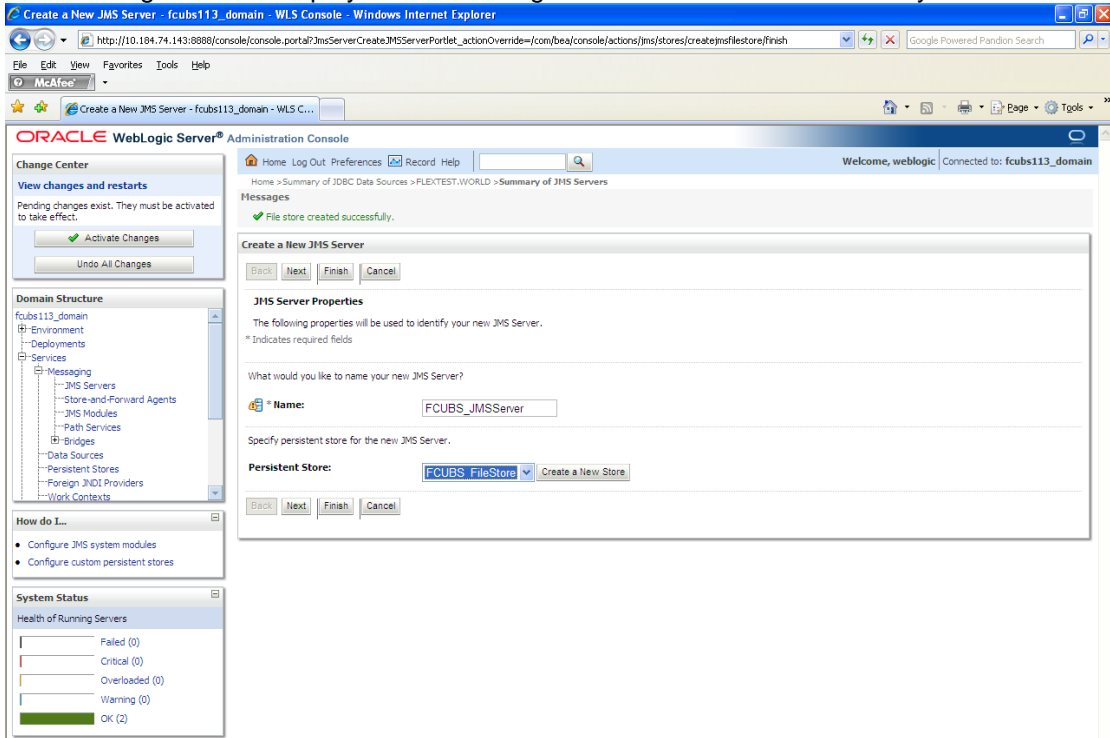 Create a New JMS Server - fcubs113_domain - WLS Console - Windows Internet Explorer
http://10.184.74.143:8888/console/console.portal?JmsServerCreateJMSServerPortlet_actionOverride=/com/bea/console/actions/jms/stores/createjmsfilestore/finish
Google Powered Pandion Search
File Edit View Favorites Tools Help
McAfee
Create a New JMS Server - fcubs113_domain - WLS C...
Page Tools
ORACLE WebLogic Server® Administration Console
Change Center
View changes and restarts
Pending changes exist. They must be activated
to take effect.
Activate Changes
Undo All Changes
Domain Structure
fcubs113_domain
Environment
Deployments
Services
Messaging
JMS Servers
Store-and-Forward Agents
JMS Modules
Path Services
Bridges
Data Sources
Persistent Stores
Foreign JNDI Providers
Work Contexts
How do I...
Configure JMS system modules
Configure custom persistent stores
System Status
Health of Running Servers
Failed (0)
Critical (0)
Overloaded (0)
Warning (0)
OK (2)
Home Log Out Preferences Record Help
Welcome, weblogic Connected to: fcubs113_domain
Home >Summary of JDBC Data Sources >FLEXTEST.WORLD >Summary of JMS Servers
Messages
File store created successfully.
Create a New JMS Server
Back Next Finish Cancel
JMS Server Properties
The following properties will be used to identify your new JMS Server.
* Indicates required fields
What would you like to name your new JMS Server?
* Name: FCUBS_JMSServer
Specify persistent store for the new JMS Server.
Persistent Store: FCUBS_FileStore Create a New Store
Back Next Finish Cancel